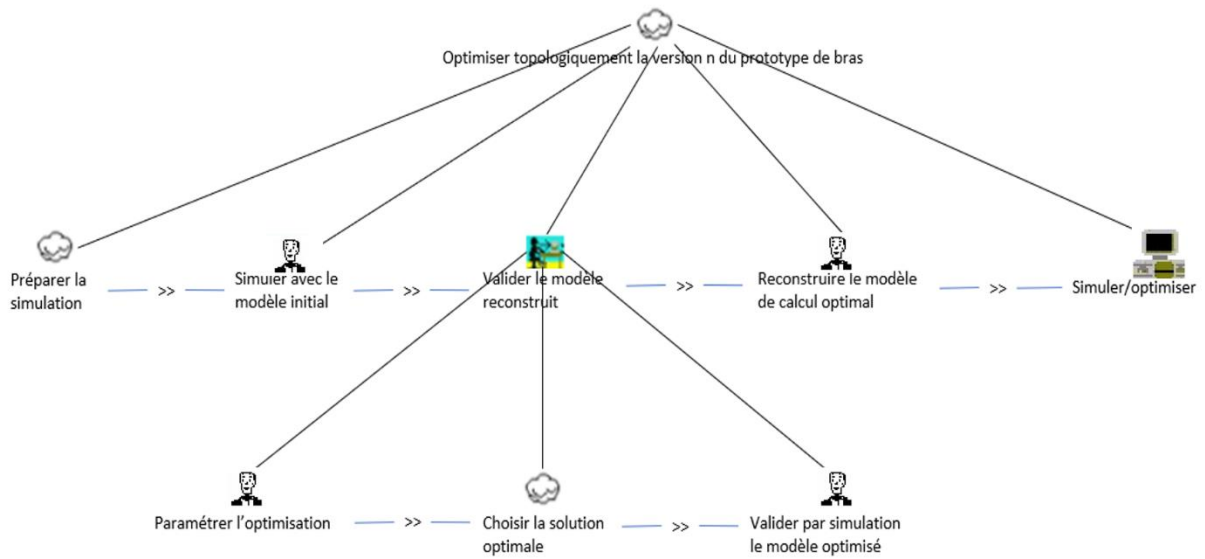 Optimiser topologiquement la version n du prototype de bras
Préparer la
simulation
>>
Simuler avec le
modèle initial
>>
Valider le modèle
reconstruit
>>
Reconstruire le modèle
de calcul optimal
>>
Simuler/optimiser
Paramétrer l’optimisation
>>
Choisir la solution
optimale
>>
Valider par simulation
le modèle optimisé